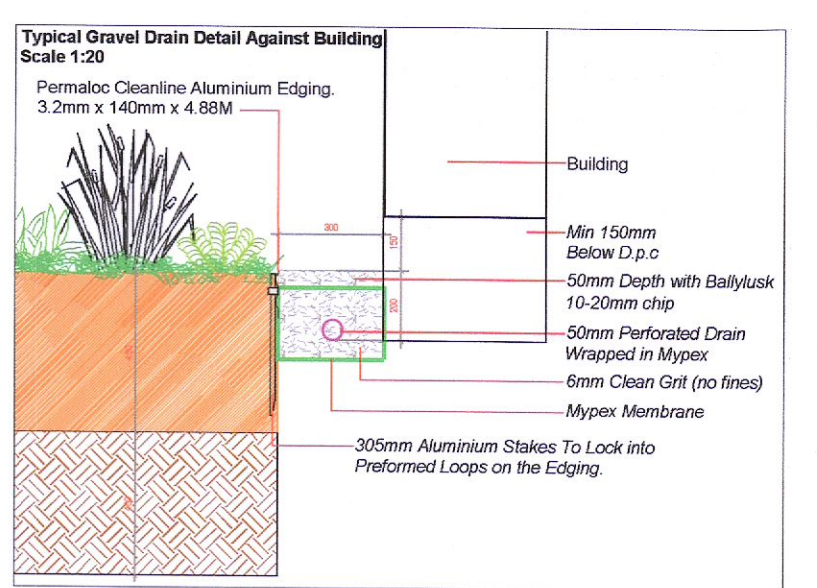 Typical Gravel Drain Detail Against Building
Scale 1:20
Permaloc Cleanline Aluminium Edging.
3.2mm x 140mm x 4.88M
Building
300
150
Min 150mm
Below D.p.c
50mm Depth with Ballylusk
10-20mm chip
200
50mm Perforated Drain
Wrapped in Mypex
6mm Clean Grit (no fines)
Mypex Membrane
450
305mm Aluminium Stakes To Lock into
Preformed Loops on the Edging.